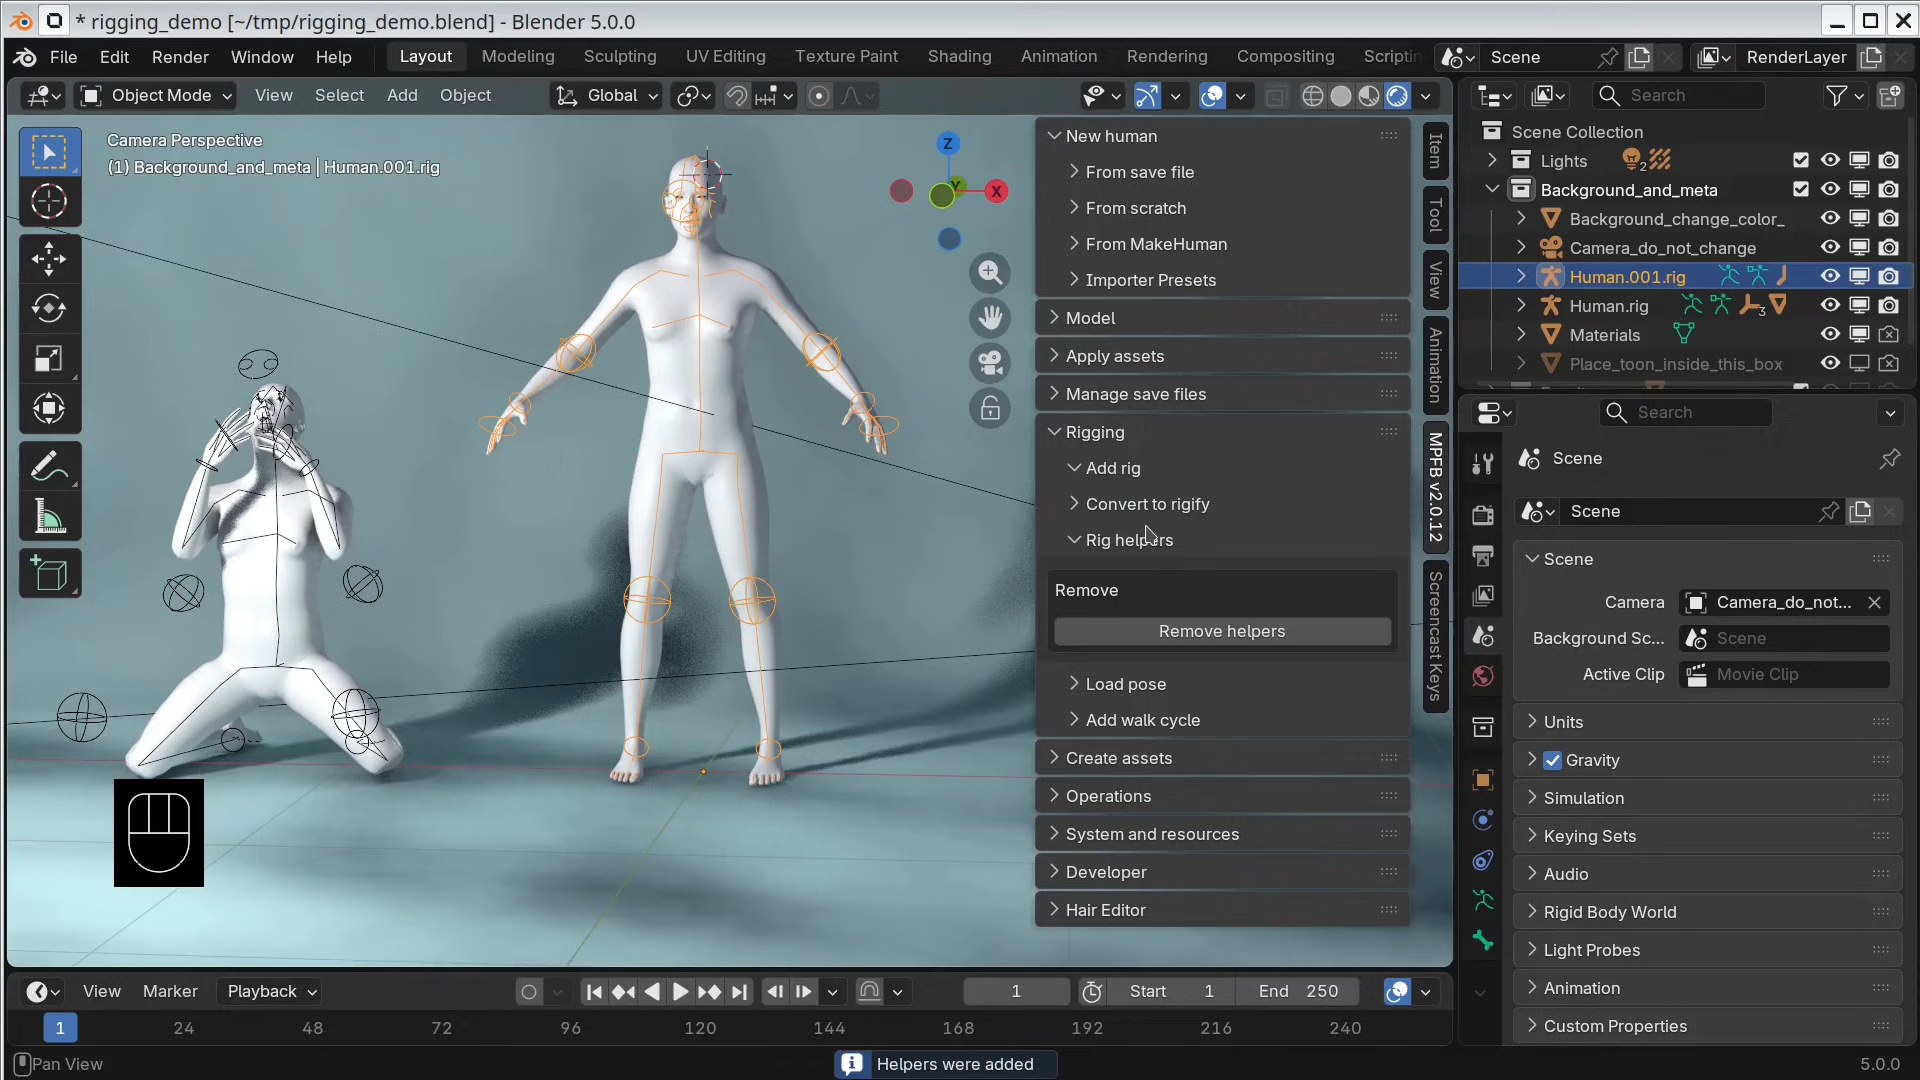 * rigging_demo [~/tmp/rigging_demo.blend] - Blender 5.0.0
File Edit Render Window Help Layout Modeling Sculpting UV Editing Texture Paint Shading Animation Rendering Compositing Scriptin Scene RenderLayer
Object Mode View Select Add Object Global
Search
Camera Perspective
(1) Background_and_meta | Human.001.rig
Z
Y
X
New human
From save file
From scratch
From MakeHuman
Importer Presets
Model
Apply assets
Manage save files
Rigging
Add rig
Convert to rigify
Rig helpers
Remove
Remove helpers
Load pose
Add walk cycle
Create assets
Operations
System and resources
Developer
Hair Editor
Item
Tool
View
Animation
MPFB v2.0.12
Screencast Keys
Scene Collection
Lights 2
Background_and_meta
Background_change_color_
Camera_do_not_change
Human.001.rig
Human.rig 3
Materials
Place_toon_inside_this_box
Search
Scene
Scene
Scene
Camera Camera_do_not...
Background Sc... Scene
Active Clip Movie Clip
Units
Gravity
Simulation
Keying Sets
Audio
Rigid Body World
Light Probes
Animation
Custom Properties
View Marker Playback 1 Start 1 End 250
1 24 48 72 96 120 144 168 192 216 240
Pan View Helpers were added 5.0.0